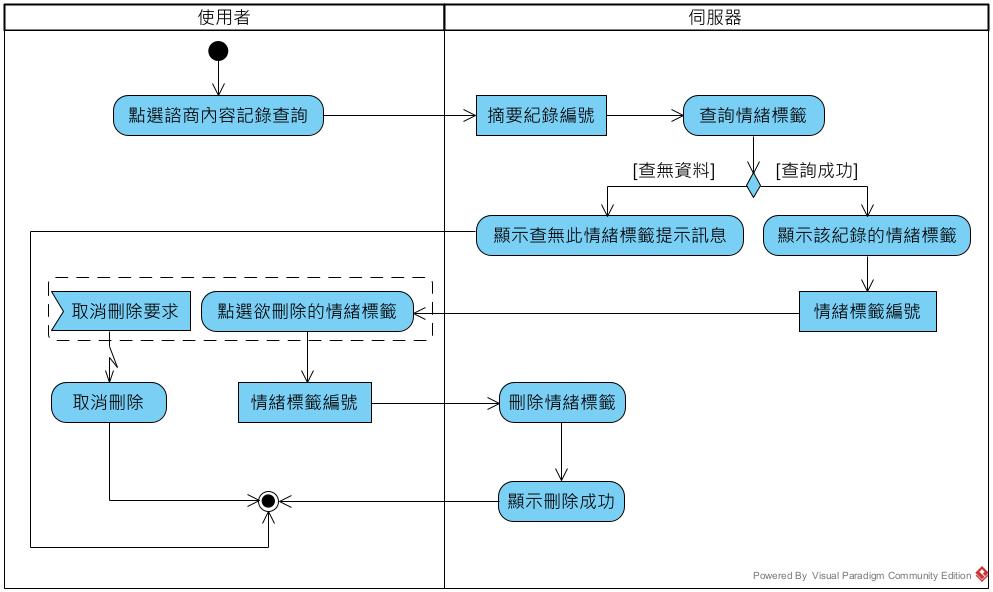 使用者
伺服器
點選諮商內容記錄查詢
摘要紀錄編號
查詢情緒標籤
[查無資料]
[查詢成功]
顯示查無此情緒標籤提示訊息
顯示該紀錄的情緒標籤
取消刪除要求
點選欲刪除的情緒標籤
情緒標籤編號
取消刪除
情緒標籤編號
刪除情緒標籤
顯示刪除成功
Powered By Visual Paradigm Community Edition